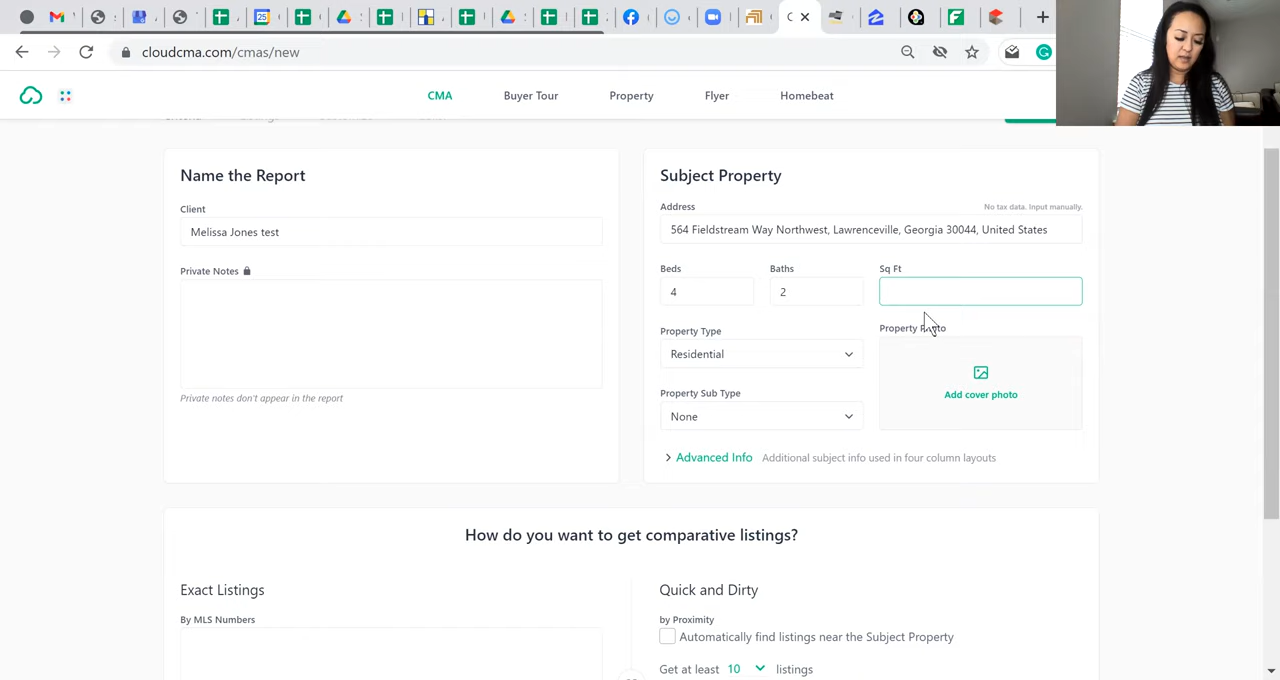 cloudcma.com/cmas/new
CMA
Buyer Tour
Property
Flyer
Homebeat
Name the Report
Client
Melissa Jones test
Private Notes
Private notes don't appear in the report
Subject Property
Address
No tax data. Input manually.
564 Fieldstream Way Northwest, Lawrenceville, Georgia 30044, United States
Beds
Baths
Sq Ft
4
2
Property Type
Property Photo
Residential
Add cover photo
Property Sub Type
None
Advanced Info
Additional subject info used in four column layouts
How do you want to get comparative listings?
Exact Listings
By MLS Numbers
Quick and Dirty
by Proximity
Automatically find listings near the Subject Property
Get at least 10 listings